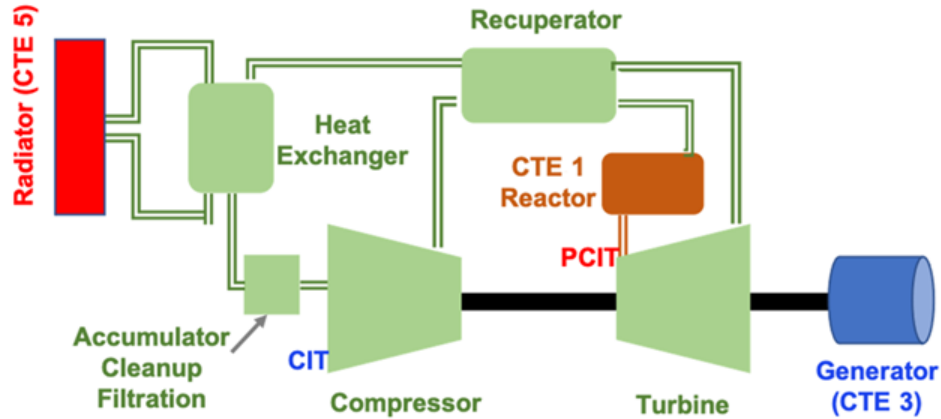 Recuperator
Radiator (CTE 5)
Heat
Exchanger
CTE 1
Reactor
PCIT
Accumulator
Cleanup
Filtration
CIT
Compressor
Turbine
Generator
(CTE 3)